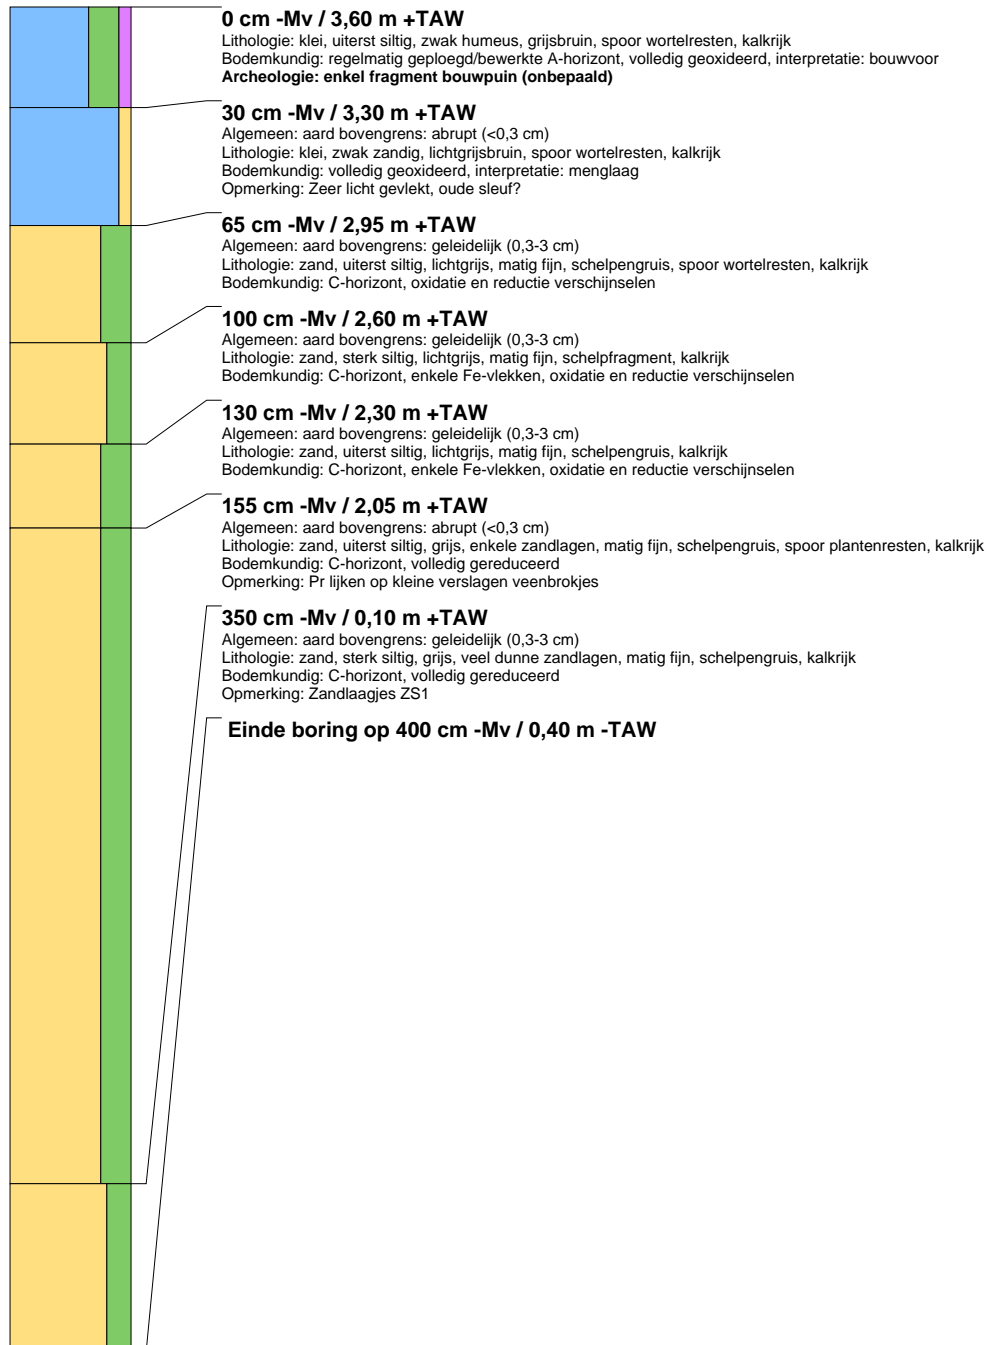 0 cm -Mv / 3,60 m +TAW
Lithologie: klei, uiterst siltig, zwak humeus, grijsbruin, spoor wortelresten, kalkrijk
Bodemkundig: regelmatig geploegd/bewerkte A-horizont, volledig geoxideerd, interpretatie: bouwvoor
Archeologie: enkel fragment bouwpuin (onbepaald)
30 cm -Mv / 3,30 m +TAW
Algemeen: aard bovengrens: abrupt (<0,3 cm)
Lithologie: klei, zwak zandig, lichtgrijsbruin, spoor wortelresten, kalkrijk
Bodemkundig: volledig geoxideerd, interpretatie: menglaag
Opmerking: Zeer licht gevlekt, oude sleuf?
65 cm -Mv / 2,95 m +TAW
Algemeen: aard bovengrens: geleidelijk (0,3-3 cm)
Lithologie: zand, uiterst siltig, lichtgrijs, matig fijn, schelpengruis, spoor wortelresten, kalkrijk
Bodemkundig: C-horizont, oxidatie en reductie verschijnselen
100 cm -Mv / 2,60 m +TAW
Algemeen: aard bovengrens: geleidelijk (0,3-3 cm)
Lithologie: zand, sterk siltig, lichtgrijs, matig fijn, schelpfragment, kalkrijk
Bodemkundig: C-horizont, enkele Fe-vlekken, oxidatie en reductie verschijnselen
130 cm -Mv / 2,30 m +TAW
Algemeen: aard bovengrens: geleidelijk (0,3-3 cm)
Lithologie: zand, uiterst siltig, lichtgrijs, matig fijn, schelpengruis, kalkrijk
Bodemkundig: C-horizont, enkele Fe-vlekken, oxidatie en reductie verschijnselen
155 cm -Mv / 2,05 m +TAW
Algemeen: aard bovengrens: abrupt (<0,3 cm)
Lithologie: zand, uiterst siltig, grijs, enkele zandlagen, matig fijn, schelpengruis, spoor plantenresten, kalkrijk
Bodemkundig: C-horizont, volledig gereduceerd
Opmerking: Pr lijken op kleine verslagen veenbrokjes
350 cm -Mv / 0,10 m +TAW
Algemeen: aard bovengrens: geleidelijk (0,3-3 cm)
Lithologie: zand, sterk siltig, grijs, veel dunne zandlagen, matig fijn, schelpengruis, kalkrijk
Bodemkundig: C-horizont, volledig gereduceerd
Opmerking: Zandlaagjes ZS1
Einde boring op 400 cm -Mv / 0,40 m -TAW